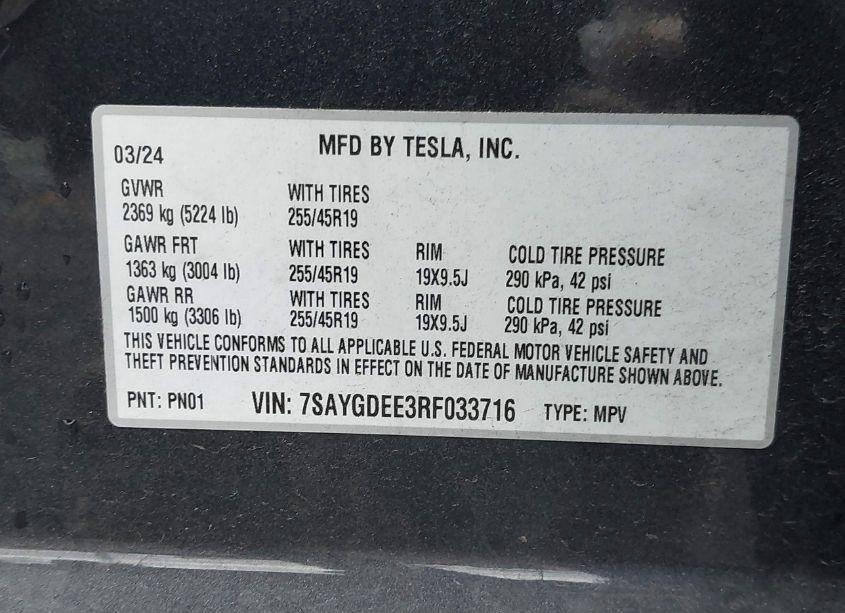 03/24 MFD BY TESLA, INC.
GVWR WITH TIRES
2369 kg (5224 lb) 255/45R19
GAWR FRT WITH TIRES RIM COLD TIRE PRESSURE
1363 kg (3004 lb) 255/45R19 19X9.5J 290 kPa, 42 psi
GAWR RR WITH TIRES RIM COLD TIRE PRESSURE
1500 kg (3306 lb) 255/45R19 19X9.5J 290 kPa, 42 psi
THIS VEHICLE CONFORMS TO ALL APPLICABLE U.S. FEDERAL MOTOR VEHICLE SAFETY AND
THEFT PREVENTION STANDARDS IN EFFECT ON THE DATE OF MANUFACTURE SHOWN ABOVE.
PNT: PN01 VIN: 7SAYGDEE3RF033716 TYPE: MPV